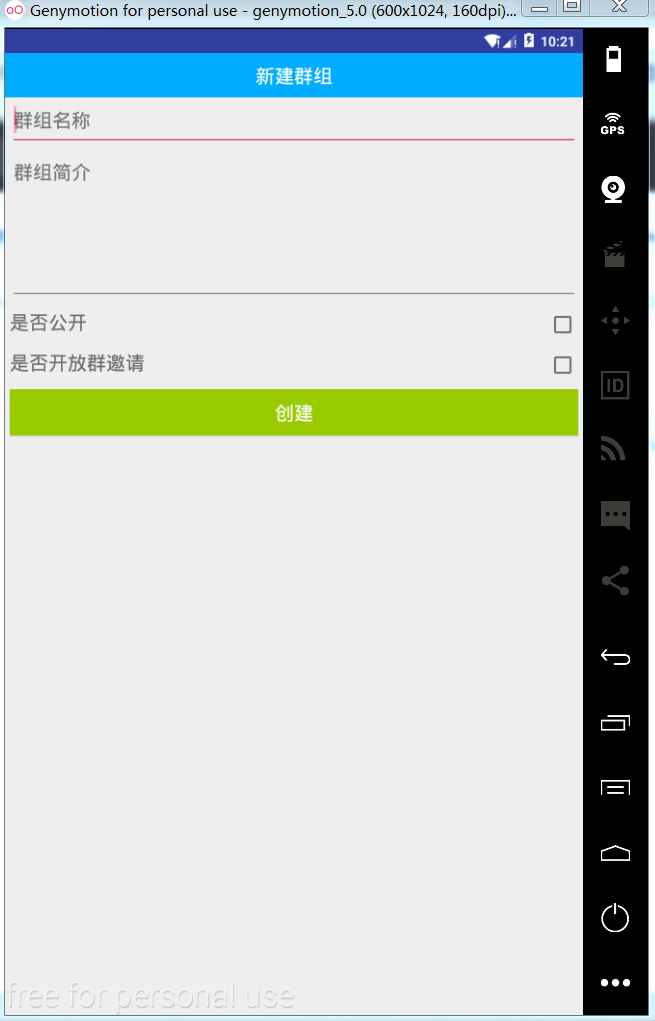 Genymotion for personal use - genymotion_5.0 (600x1024, 160dpi)...
10:21
新建群组
群组名称
群组简介
是否公开
是否开放群邀请
创建
GPS
ID
free for personal use